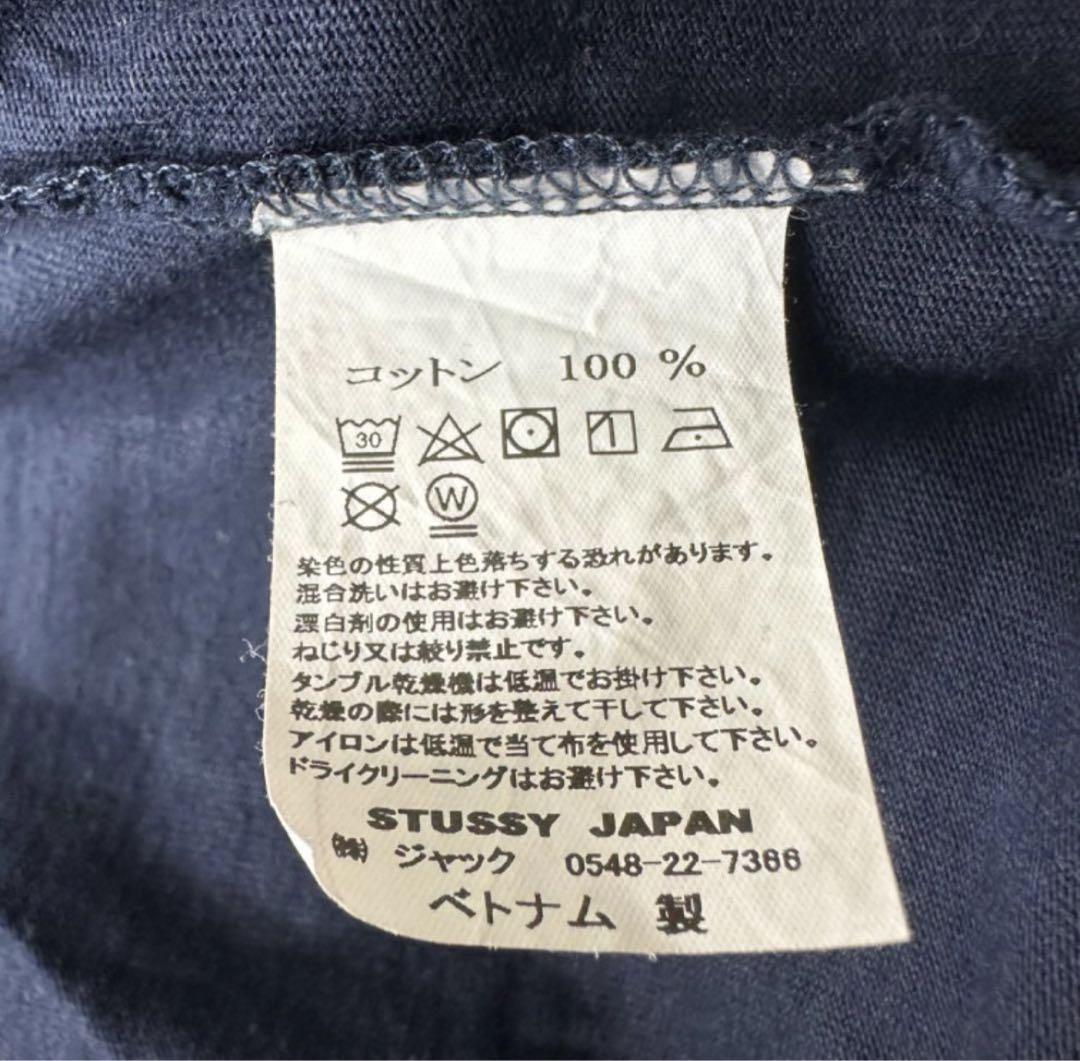 コットン 100 %
30
W
染色の性質上色落ちする恐れがあります。
混合洗いはお避け下さい。
漂白剤の使用はお避け下さい。
ねじり又は絞り禁止です。
タンブル乾燥機は低温でお掛け下さい。
乾燥の際には形を整えて干して下さい。
アイロンは低温で当て布を使用して下さい。
ドライクリーニングはお避け下さい。
STUSSY JAPAN
㈱ ジャック 0548-22-7366
ベトナム 製